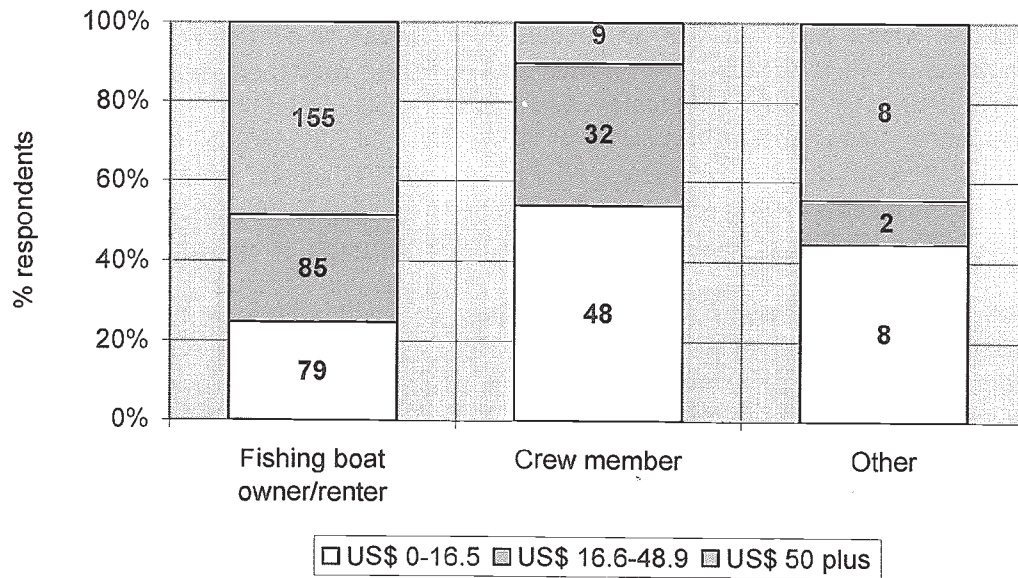 100%
80%
60%
40%
20%
0%
% respondents
155
85
79
9
32
48
8
2
8
Fishing boat
owner/renter
Crew member
Other
US$ 0-16.5 US$ 16.6-48.9 US$ 50 plus